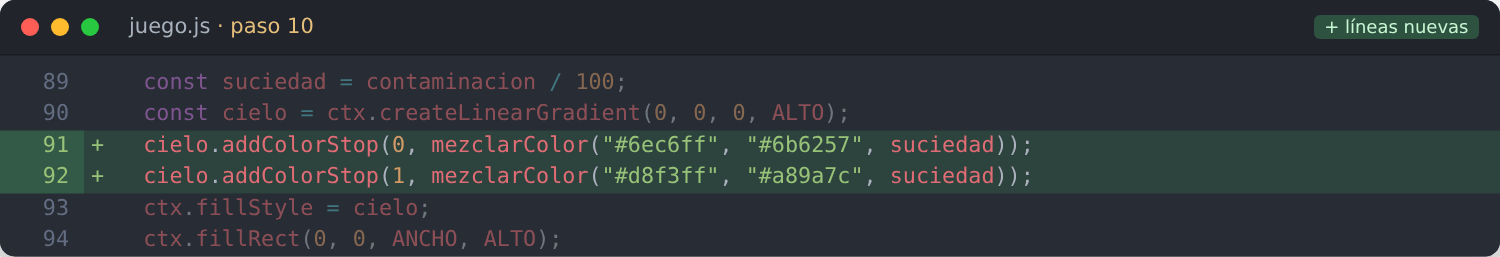 juego.js · paso 10
+ líneas nuevas
89 const suciedad = contaminacion / 100;
90 const cielo = ctx.createLinearGradient(0, 0, 0, ALTO);
91 + cielo.addColorStop(0, mezclarColor("#6ec6ff", "#6b6257", suciedad));
92 + cielo.addColorStop(1, mezclarColor("#d8f3ff", "#a89a7c", suciedad));
93 ctx.fillStyle = cielo;
94 ctx.fillRect(0, 0, ANCHO, ALTO);